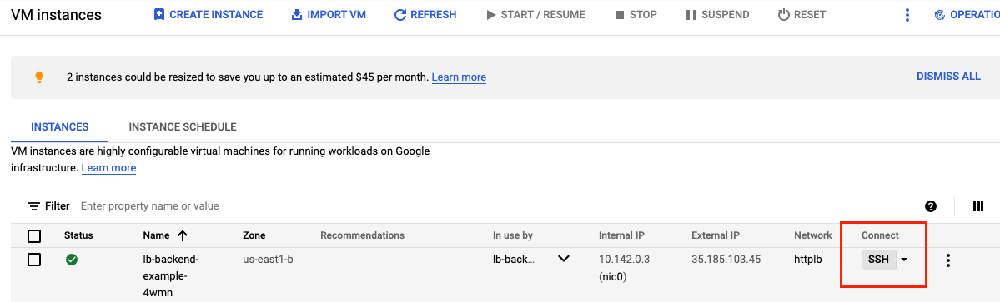 VM instances CREATE INSTANCE IMPORT VM REFRESH START / RESUME STOP SUSPEND RESET OPERATIO
2 instances could be resized to save you up to an estimated $45 per month. Learn more DISMISS ALL
INSTANCES INSTANCE SCHEDULE
VM instances are highly configurable virtual machines for running workloads on Google
infrastructure. Learn more
Filter Enter property name or value
Status Name Zone Recommendations In use by Internal IP External IP Network Connect
lb-backend- us-east1-b lb-back... 10.142.0.3 35.185.103.45 httplb SSH
example- (nic0)
4wmn